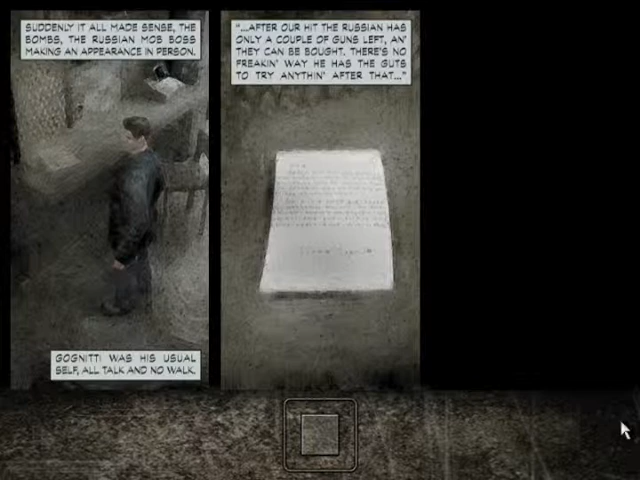 SUDDENLY IT ALL MADE SENSE, THE
BOMBS, THE RUSSIAN MOB BOSS
MAKING AN APPEARANCE IN PERSON.
GOGNITTI WAS HIS USUAL
SELF, ALL TALK AND NO WALK.
"...AFTER OUR HIT THE RUSSIAN HAS
ONLY A COUPLE OF GUNS LEFT, AN'
THEY CAN BE BOUGHT. THERE'S NO
FREAKIN' WAY HE HAS THE GUTS
TO TRY ANYTHIN' AFTER THAT..."